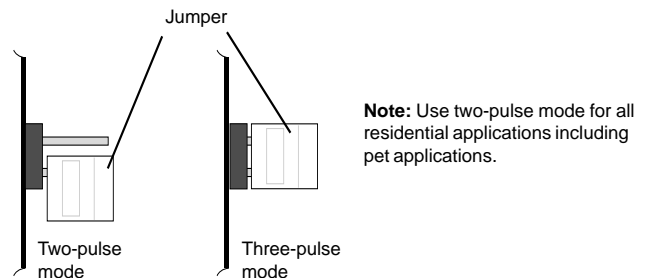 Jumper
Note: Use two-pulse mode for all
residential applications including
pet applications.
Two-pulse
mode
Three-pulse
mode